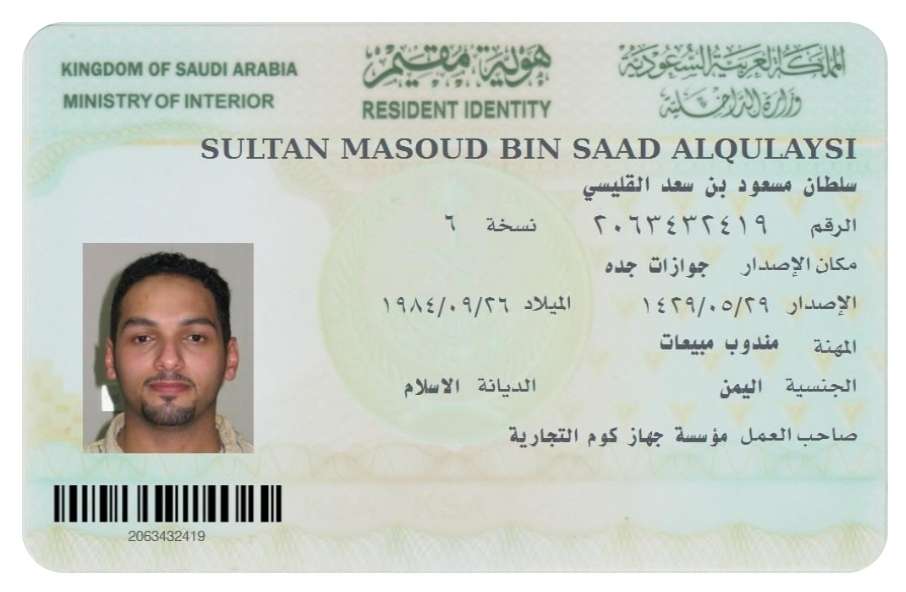 KINGDOM OF SAUDI ARABIA
MINISTRY OF INTERIOR
هوية مقيم
RESIDENT IDENTITY
المملكة العربية السعودية
وزارة الداخلية
SULTAN MASOUD BIN SAAD ALQULAYSI
سلطان مسعود بن سعد القليسي
الرقم ٢٠٦٣٤٣٢٤١٩ نسخة ٦
مكان الإصدار جوازات جده
الإصدار ١٤٢٩/٠٥/٢٩ الميلاد ١٩٨٤/٠٩/٢٦
المهنة مندوب مبيعات
الجنسية اليمن الديانة الاسلام
صاحب العمل مؤسسة جهاز كوم التجارية
2063432419